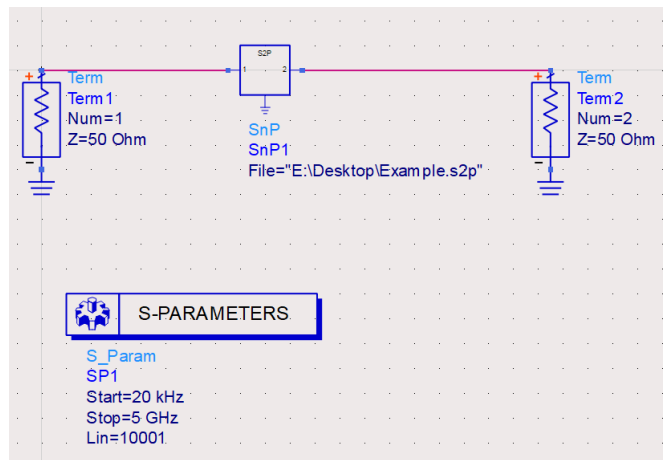 S2P
1 2
+ Term
Term1
Num=1
Z=50 Ohm
-
SnP
SnP1
File="E:\Desktop\Example.s2p"
+ Term
Term2
Num=2
Z=50 Ohm
-
S-PARAMETERS
S_Param
SP1
Start=20 kHz
Stop=5 GHz
Lin=10001